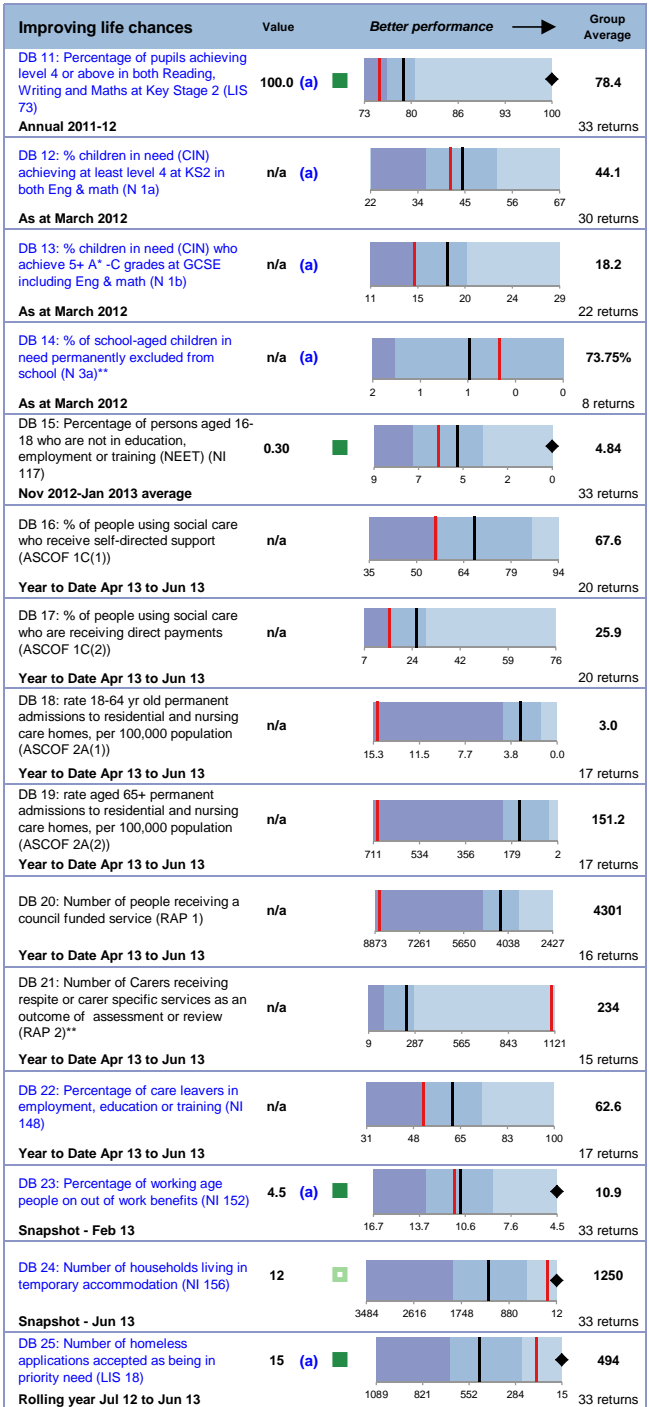 Improving life chances Value Better performance Group
Average
DB 11: Percentage of pupils achieving
level 4 or above in both Reading,
Writing and Maths at Key Stage 2 (LIS
73)
100.0 (a) 78.4
73 80 86 93 100
Annual 2011-12 33 returns
DB 12: % children in need (CIN)
achieving at least level 4 at KS2 in
both Eng & math (N 1a)
n/a (a) 44.1
22 34 45 56 67
As at March 2012 30 returns
DB 13: % children in need (CIN) who
achieve 5+ A* -C grades at GCSE
including Eng & math (N 1b)
n/a (a) 18.2
11 15 20 24 29
As at March 2012 22 returns
DB 14: % of school-aged children in
need permanently excluded from
school (N 3a)**
n/a (a) 73.75%
2 1 1 0 0
As at March 2012 8 returns
DB 15: Percentage of persons aged 16-
18 who are not in education,
employment or training (NEET) (NI
117)
0.30 4.84
9 7 5 2 0
Nov 2012-Jan 2013 average 33 returns
DB 16: % of people using social care
who receive self-directed support
(ASCOF 1C(1))
n/a 67.6
35 50 64 79 94
Year to Date Apr 13 to Jun 13 20 returns
DB 17: % of people using social care
who are receiving direct payments
(ASCOF 1C(2))
n/a 25.9
7 24 42 59 76
Year to Date Apr 13 to Jun 13 20 returns
DB 18: rate 18-64 yr old permanent
admissions to residential and nursing
care homes, per 100,000 population
(ASCOF 2A(1))
n/a 3.0
15.3 11.5 7.7 3.8 0.0
Year to Date Apr 13 to Jun 13 17 returns
DB 19: rate aged 65+ permanent
admissions to residential and nursing
care homes, per 100,000 population
(ASCOF 2A(2))
n/a 151.2
711 534 356 179 2
Year to Date Apr 13 to Jun 13 17 returns
DB 20: Number of people receiving a
council funded service (RAP 1)
n/a 4301
8873 7261 5650 4038 2427
Year to Date Apr 13 to Jun 13 16 returns
DB 21: Number of Carers receiving
respite or carer specific services as an
outcome of assessment or review
(RAP 2)**
n/a 234
9 287 565 843 1121
Year to Date Apr 13 to Jun 13 15 returns
DB 22: Percentage of care leavers in
employment, education or training (NI
148)
n/a 62.6
31 48 65 83 100
Year to Date Apr 13 to Jun 13 17 returns
DB 23: Percentage of working age
people on out of work benefits (NI 152)
4.5 (a) 10.9
16.7 13.7 10.6 7.6 4.5
Snapshot - Feb 13 33 returns
DB 24: Number of households living in
temporary accommodation (NI 156)
12 1250
3484 2616 1748 880 12
Snapshot - Jun 13 33 returns
DB 25: Number of homeless
applications accepted as being in
priority need (LIS 18)
15 (a) 494
1089 821 552 284 15
Rolling year Jul 12 to Jun 13 33 returns